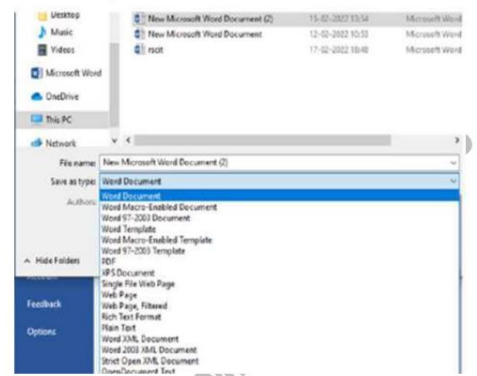 Desktop
New Microsoft Word Document (2) 15-02-2022 13:54 Microsoft Word
Music
New Microsoft Word Document 12-02-2022 10:53 Microsoft Word
Videos
rscit 17-02-2022 18:48 Microsoft Word
Microsoft Word
OneDrive
This PC
Network
File name: New Microsoft Word Document (2)
Save as type: Word Document
Authors:
Word Document
Word Macro-Enabled Document
Word 97-2003 Document
Word Template
Word Macro-Enabled Template
Word 97-2003 Template
Hide Folders
PDF
XPS Document
Single File Web Page
Web Page
Feedback
Web Page, Filtered
Rich Text Format
Plain Text
Options
Word XML Document
Word 2003 XML Document
Strict Open XML Document
OpenDocument Text